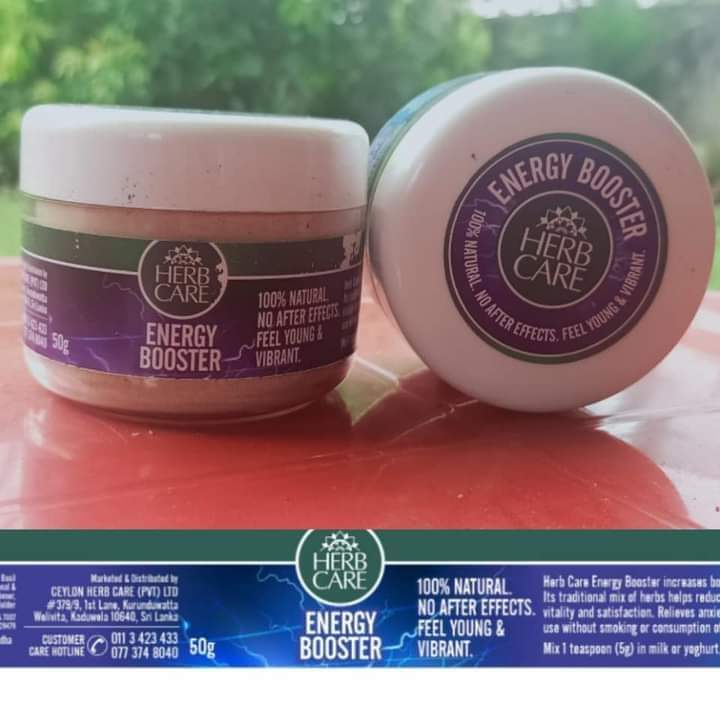 HERB
CARE
ENERGY
BOOSTER
50g
100% NATURAL.
NO AFTER EFFECTS.
FEEL YOUNG &
VIBRANT.
423 433
ENERGY BOOSTER
HERB
CARE
100% NATURAL. NO AFTER EFFECTS. FEEL YOUNG & VIBRANT.
Basil
Marketed & Distributed by
CEYLON HERB CARE (PVT) LTD
#379/9, 1st Lane, Kurunduwatta
Welivita, Kaduwela 10640, Sri Lanka
CUSTOMER
CARE HOTLINE
011 3 423 433
077 374 8040
50g
HERB
CARE
ENERGY
BOOSTER
100% NATURAL.
NO AFTER EFFECTS.
FEEL YOUNG &
VIBRANT.
Herb Care Energy Booster increases
Its traditional mix of herbs helps
vitality and satisfaction. Relieves
use without smoking or consumption of
Mix 1 teaspoon (5g) in milk or yoghurt,